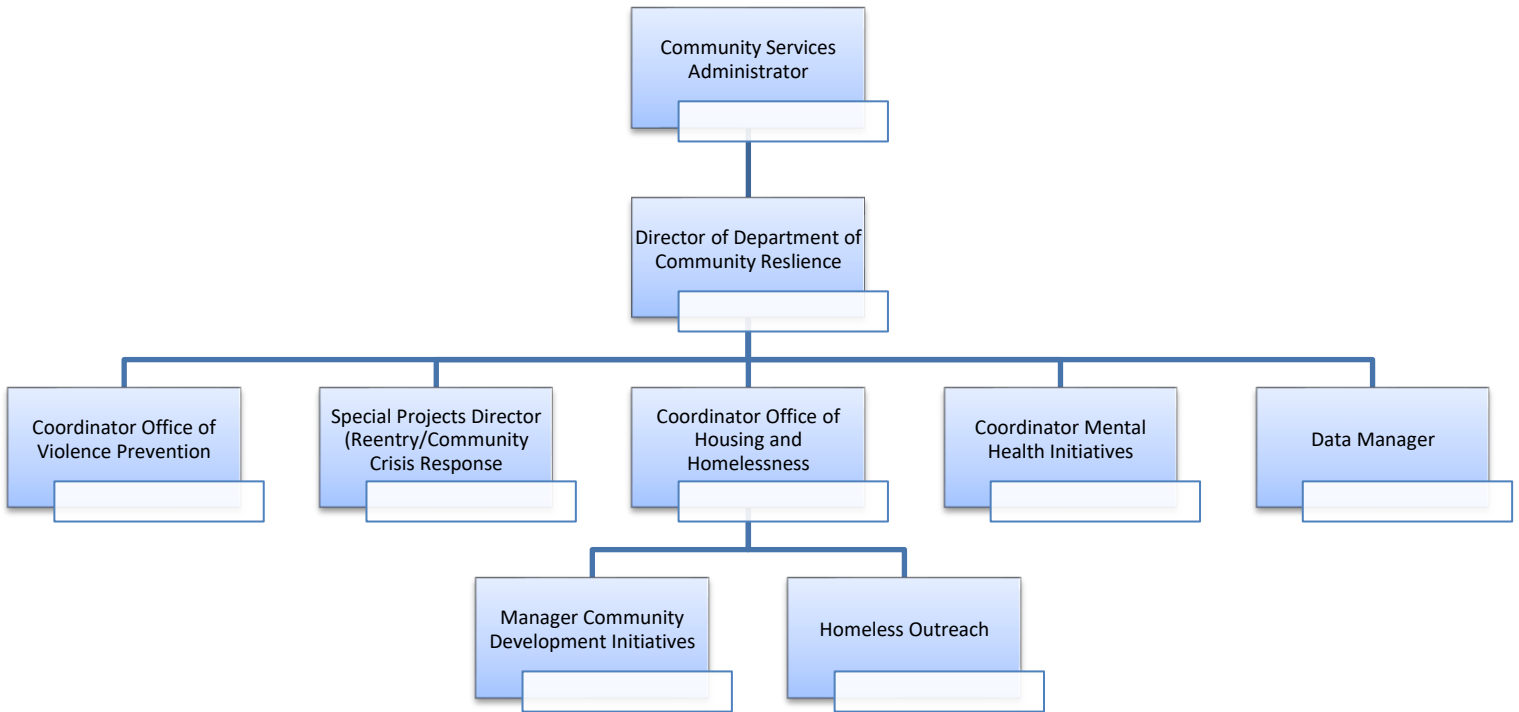 Community Services
Administrator
Director of Department of
Community Reslience
Coordinator Office of
Violence Prevention
Special Projects Director
(Reentry/Community
Crisis Response
Coordinator Office of
Housing and
Homelessness
Coordinator Mental
Health Initiatives
Data Manager
Manager Community
Development Initiatives
Homeless Outreach